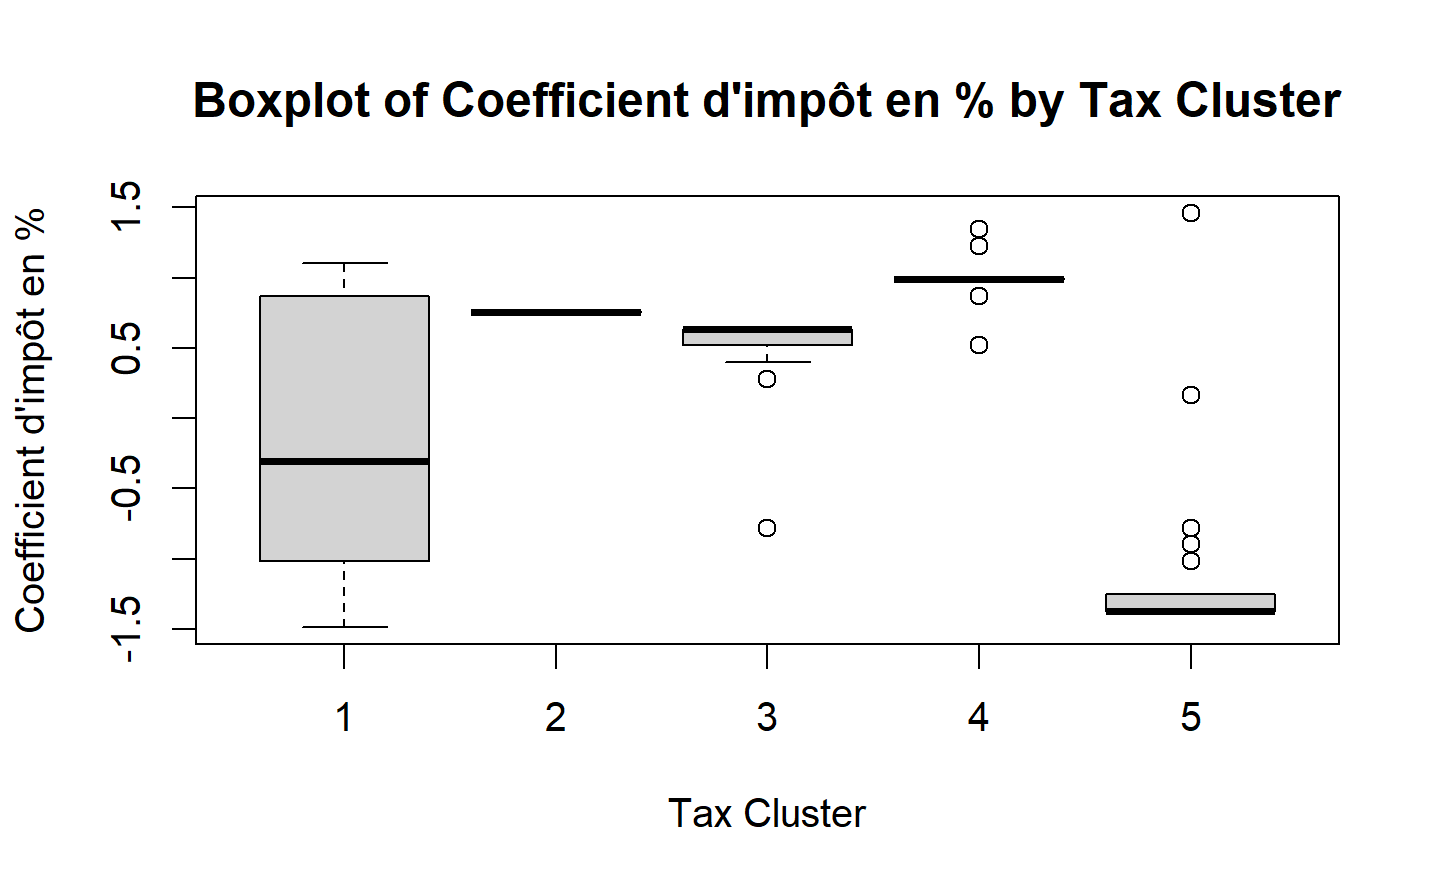 Boxplot of Coefficient d'impôt en % by Tax Cluster
Coefficient d'impôt en %
1.5
0.5
-0.5
-1.5
1 2 3 4 5
Tax Cluster